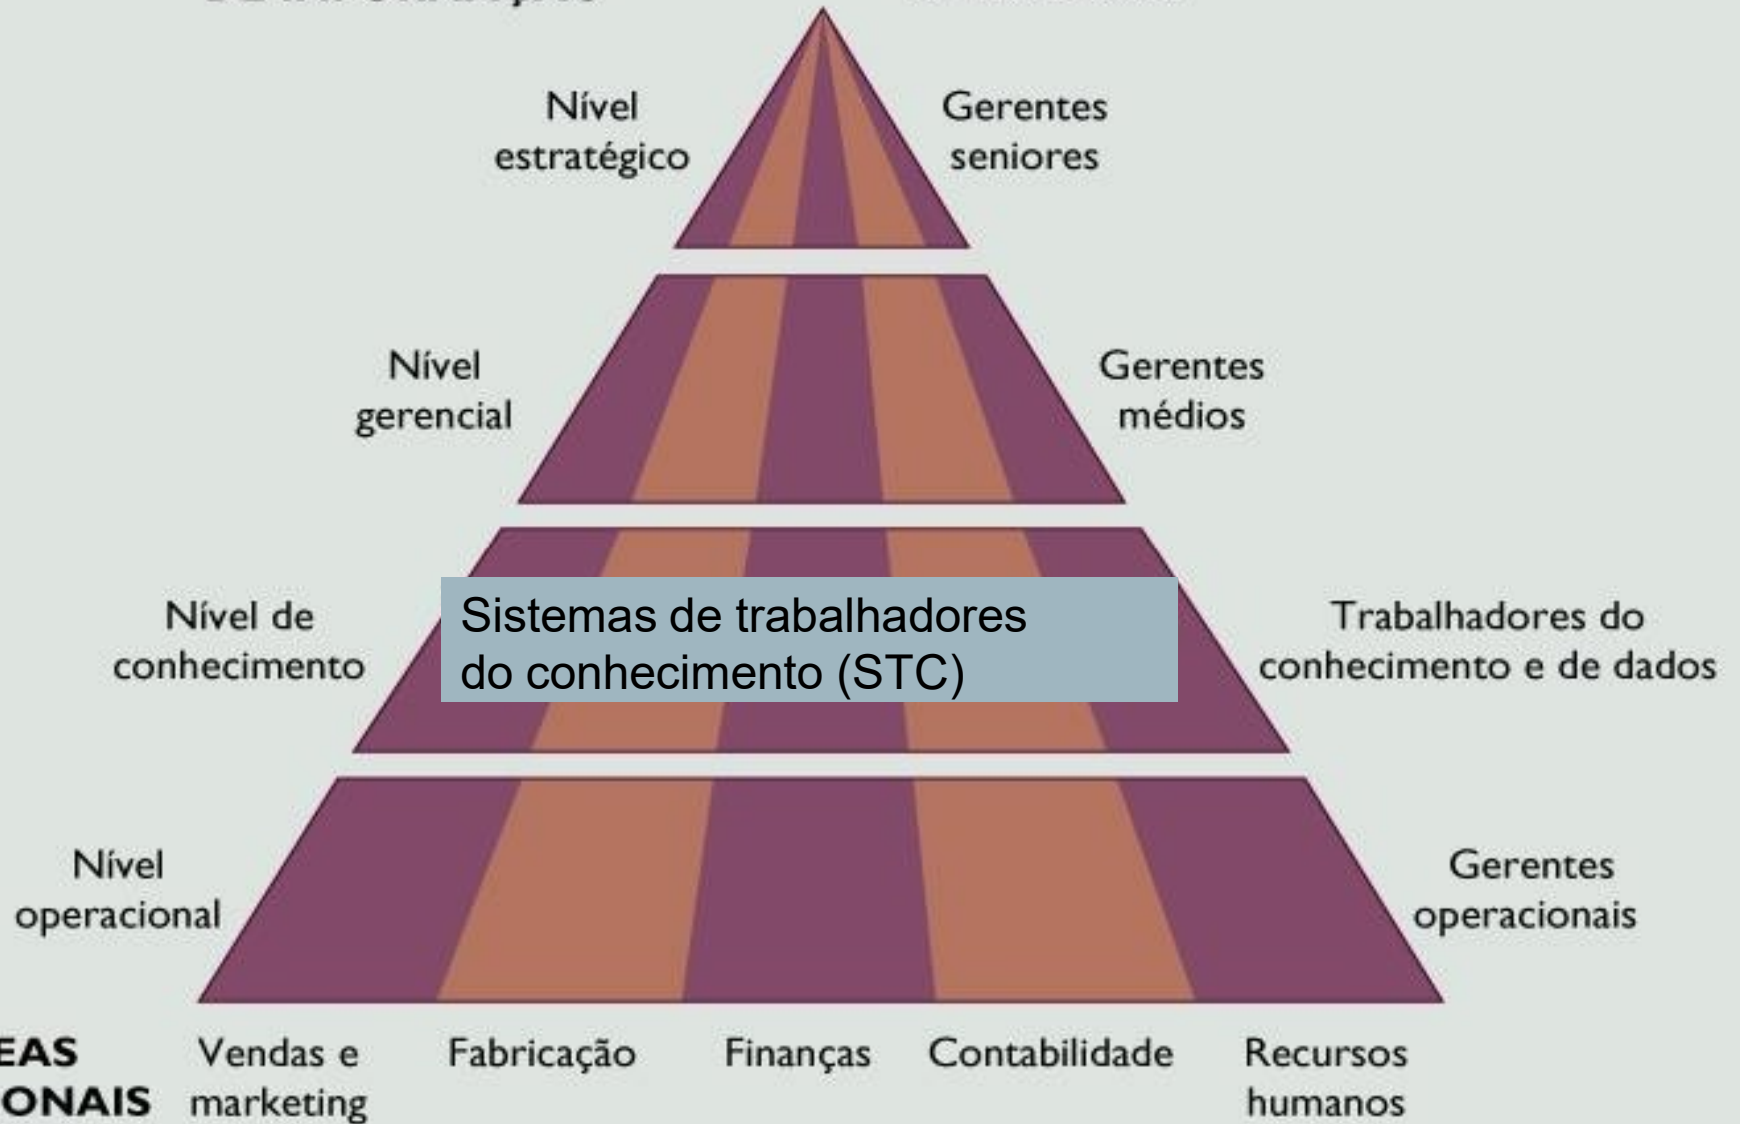 Nível
estratégico
Gerentes
seniores
Nível
gerencial
Gerentes
médios
Nível de
conhecimento
Sistemas de trabalhadores
do conhecimento (STC)
Trabalhadores do
conhecimento e de dados
Nível
operacional
Gerentes
operacionais
EAS
ONAIS
Vendas e
marketing
Fabricação
Finanças
Contabilidade
Recursos
humanos